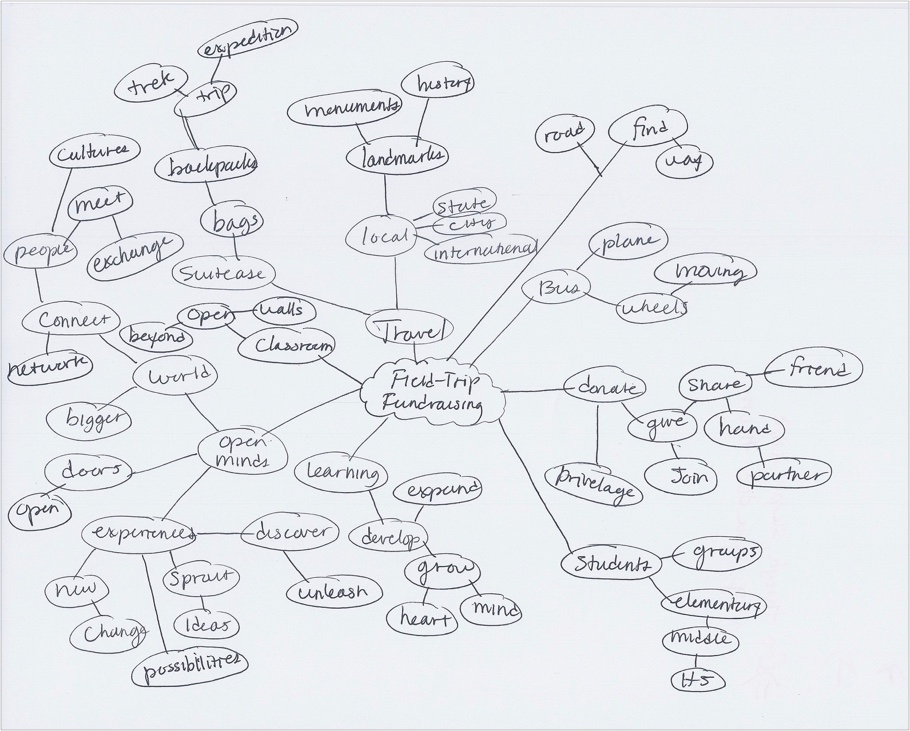 expedition
trek
trip
history
monuments
road
find
way
cultures
backpacks
landmarks
meet
bags
state
city
local
international
people
exchange
plane
Suitcase
moving
Bus
wheels
Connect
open
walls
beyond
Classroom
Travel
network
world
Field-Trip
Fundraising
donate
share
friend
bigger
give
hand
open
minds
doors
learning
expand
privelage
Join
partner
open
experiences
discover
develop
Students
groups
new
Sprout
unleash
grow
heart
mind
elementary
Change
Ideas
middle
possibilities
HS